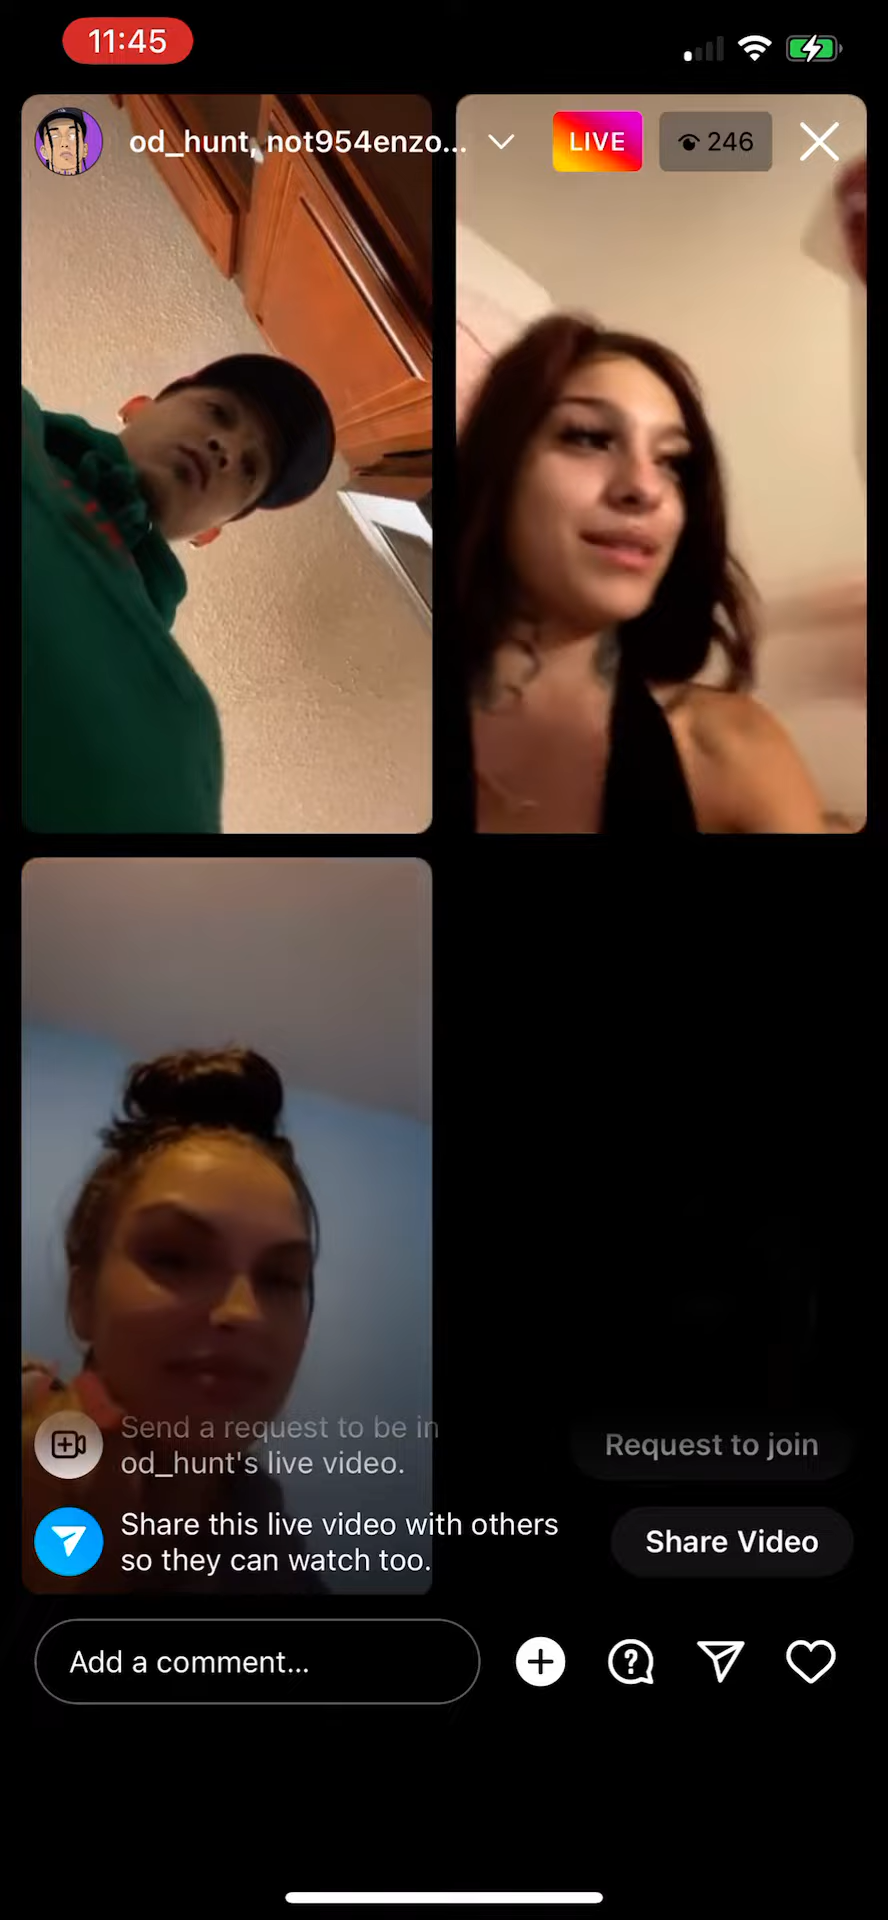 11:45
od_hunt, not954enzo...
LIVE
246
Send a request to be in
od_hunt's live video.
Request to join
Share this live video with others
so they can watch too.
Share Video
Add a comment...